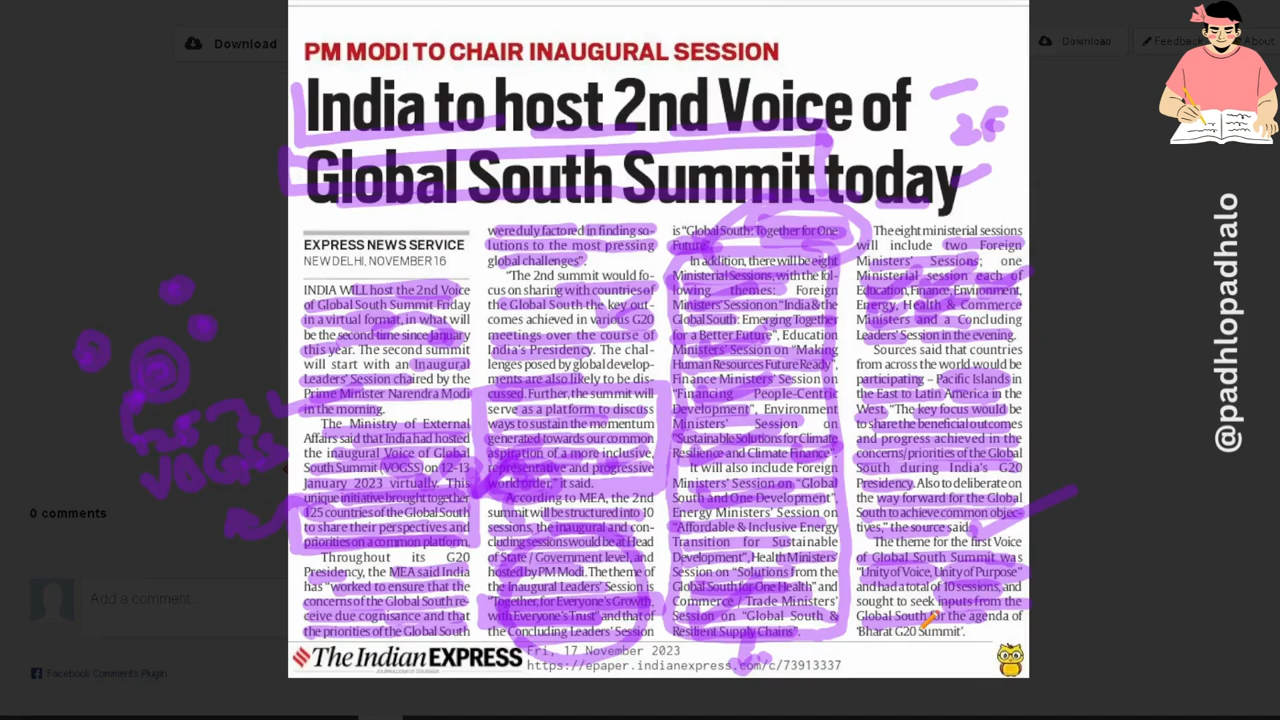 Download
Download
Feedback
About
PM MODI TO CHAIR INAUGURAL SESSION
India to host 2nd Voice of
Global South Summit today
EXPRESS NEWS SERVICE
NEW DELHI, NOVEMBER 16
INDIA WILL host the 2nd Voice
of Global South Summit Friday
in a virtual format, in what will
be the second time since January
this year. The second summit
will start with an Inaugural
Leaders' Session chaired by the
Prime Minister Narendra Modi
in the morning.
The Ministry of External
Affairs said that India had hosted
the inaugural Voice of Global
South Summit (VOGSS) on 12-13
January 2023 virtually. This
unique initiative brought together
125 countries of the Global South
to share their perspectives and
priorities on a common platform.
Throughout its G20
Presidency, the MEA said India
has "worked to ensure that the
concerns of the Global South re-
ceive due cognisance and that
the priorities of the Global South
were duly factored in finding so-
lutions to the most pressing
global challenges".
"The 2nd summit would fo-
cus on sharing with countries of
the Global South the key out-
comes achieved in various G20
meetings over the course of
India's Presidency. The chal-
lenges posed by global develop-
ments are also likely to be dis-
cussed. Further, the summit will
serve as a platform to discuss
ways to sustain the momentum
generated towards our common
aspiration of a more inclusive,
representative and progressive
world order," it said.
According to MEA, the 2nd
summit will be structured into 10
sessions, the inaugural and con-
cluding sessions would be at Head
of State / Government level, and
hosted by PM Modi. The theme of
the Inaugural Leaders' Session is
"Together, for Everyone's Growth,
with Everyone's Trust" and that of
the Concluding Leaders' Session
is "Global South: Together for One
Future".
In addition, there will be eight
Ministerial Sessions, with the fol-
lowing themes: Foreign
Ministers' Session on "India & the
Global South: Emerging Together
for a Better Future", Education
Ministers' Session on "Making
Human Resources Future Ready",
Finance Ministers' Session on
"Financing People-Centric
Development", Environment
Ministers' Session on
"Sustainable Solutions for Climate
Resilience and Climate Finance".
It will also include Foreign
Ministers' Session on "Global
South and One Development",
Energy Ministers' Session on
"Affordable & Inclusive Energy
Transition for Sustainable
Development", Health Ministers'
Session on "Solutions from the
Global South for One Health" and
Commerce / Trade Ministers'
Session on "Global South &
Resilient Supply Chains".
The eight ministerial sessions
will include two Foreign
Ministers' Sessions; one
Ministerial session each of
Education, Finance, Environment,
Energy, Health & Commerce
Ministers and a Concluding
Leaders' Session in the evening.
Sources said that countries
from across the world would be
participating – Pacific Islands in
the East to Latin America in the
West. "The key focus would be
to share the beneficial outcomes
and progress achieved in the
concerns/priorities of the Global
South during India's G20
Presidency. Also to deliberate on
the way forward for the Global
South to achieve common objec-
tives," the source said.
The theme for the first Voice
of Global South Summit was
"Unity of Voice, Unity of Purpose"
and had a total of 10 sessions, and
sought to seek inputs from the
Global South in the agenda of
'Bharat G20 Summit'.
The Indian EXPRESS
JOURNALISM OF COURAGE
Fri, 17 November 2023
https://epaper.indianexpress.com/c/73913337
VOGSS
0 comments
Add a comment
Facebook Comments Plugin
@padhlopadhalo